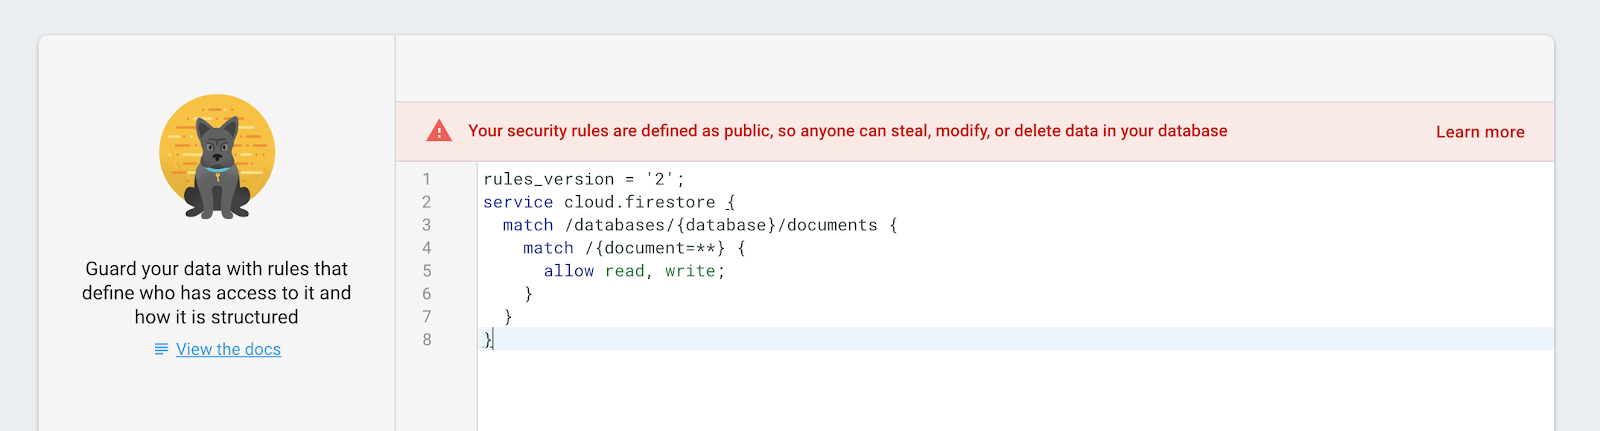 Guard your data with rules that
define who has access to it and
how it is structured
View the docs
Your security rules are defined as public, so anyone can steal, modify, or delete data in your database
Learn more
1 rules_version = '2';
2 service cloud.firestore {
3   match /databases/{database}/documents {
4     match /{document=**} {
5       allow read, write;
6     }
7   }
8 }